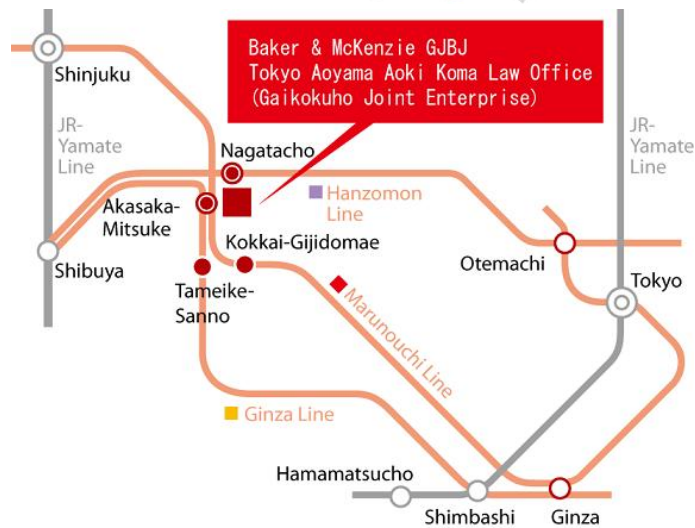 Baker & McKenzie GJBJ
Tokyo Aoyama Aoki Koma Law Office
(Gaikokuho Joint Enterprise)
Shinjuku
JR-
Yamate
Line
JR-
Yamate
Line
Nagatacho
Hanzomon
Line
Akasaka-
Mitsuke
Kokkai-Gijidomae
Otemachi
Shibuya
Tameike-
Sanno
Tokyo
Marunouchi Line
Ginza Line
Hamamatsucho
Shimbashi
Ginza